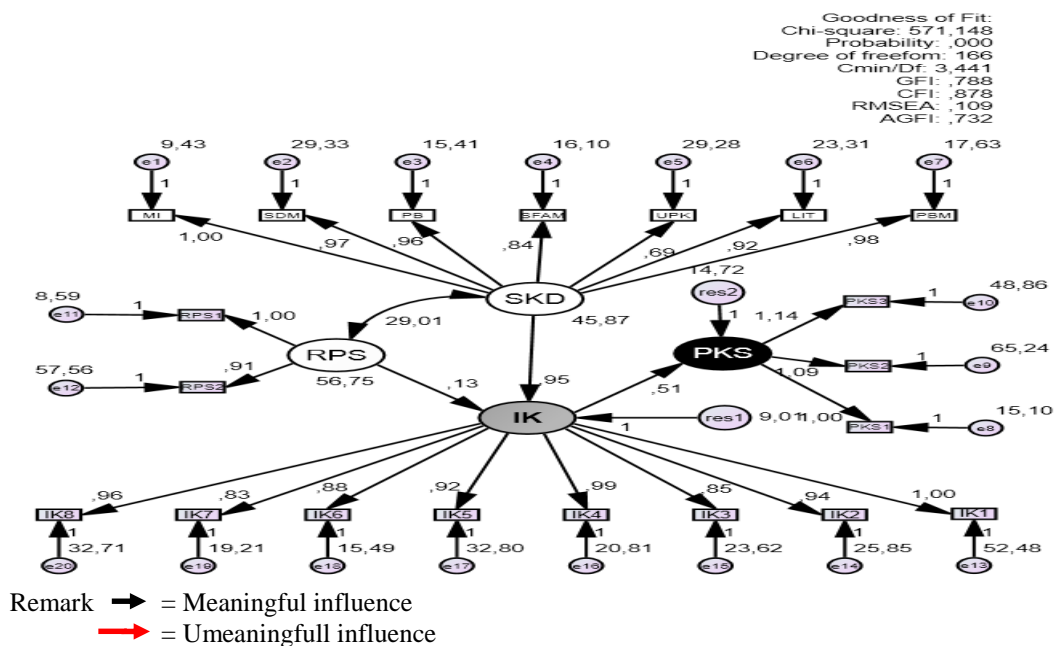 Goodness of Fit:
Chi-square: 571,148
Probability: ,000
Degree of freefom: 166
Cmin/Df: 3,441
GFI: ,788
CFI: ,878
RMSEA: ,109
AGFI: ,732
9,43 29,33 15,41 16,10 29,28 23,31 17,63
e1 e2 e3 e4 e5 e6 e7
1 1 1 1 1 1 1
MI SDM PB SFAM UPK LIT PBM
1,00 ,97 ,96 ,84 ,69 ,92 ,98
SKD
45,87
29,01
14,72
res2
1
8,59
e11 1 RPS1 1,00
RPS
56,75
57,56
e12 1 RPS2 ,91
PKS
1,14 PKS3 1 e10 48,86
1,09 PKS2 1 e9 65,24
1,00 PKS1 1 e8 15,10
,13 ,95 ,51
IK
1 res1 9,01
,96 ,83 ,88 ,92 ,99 ,85 ,94 1,00
IK8 IK7 IK6 IK5 IK4 IK3 IK2 IK1
1 1 1 1 1 1 1 1
32,71 19,21 15,49 32,80 20,81 23,62 25,85 52,48
e20 e19 e18 e17 e16 e15 e14 e13
Remark = Meaningful influence
= Umeaningfull influence